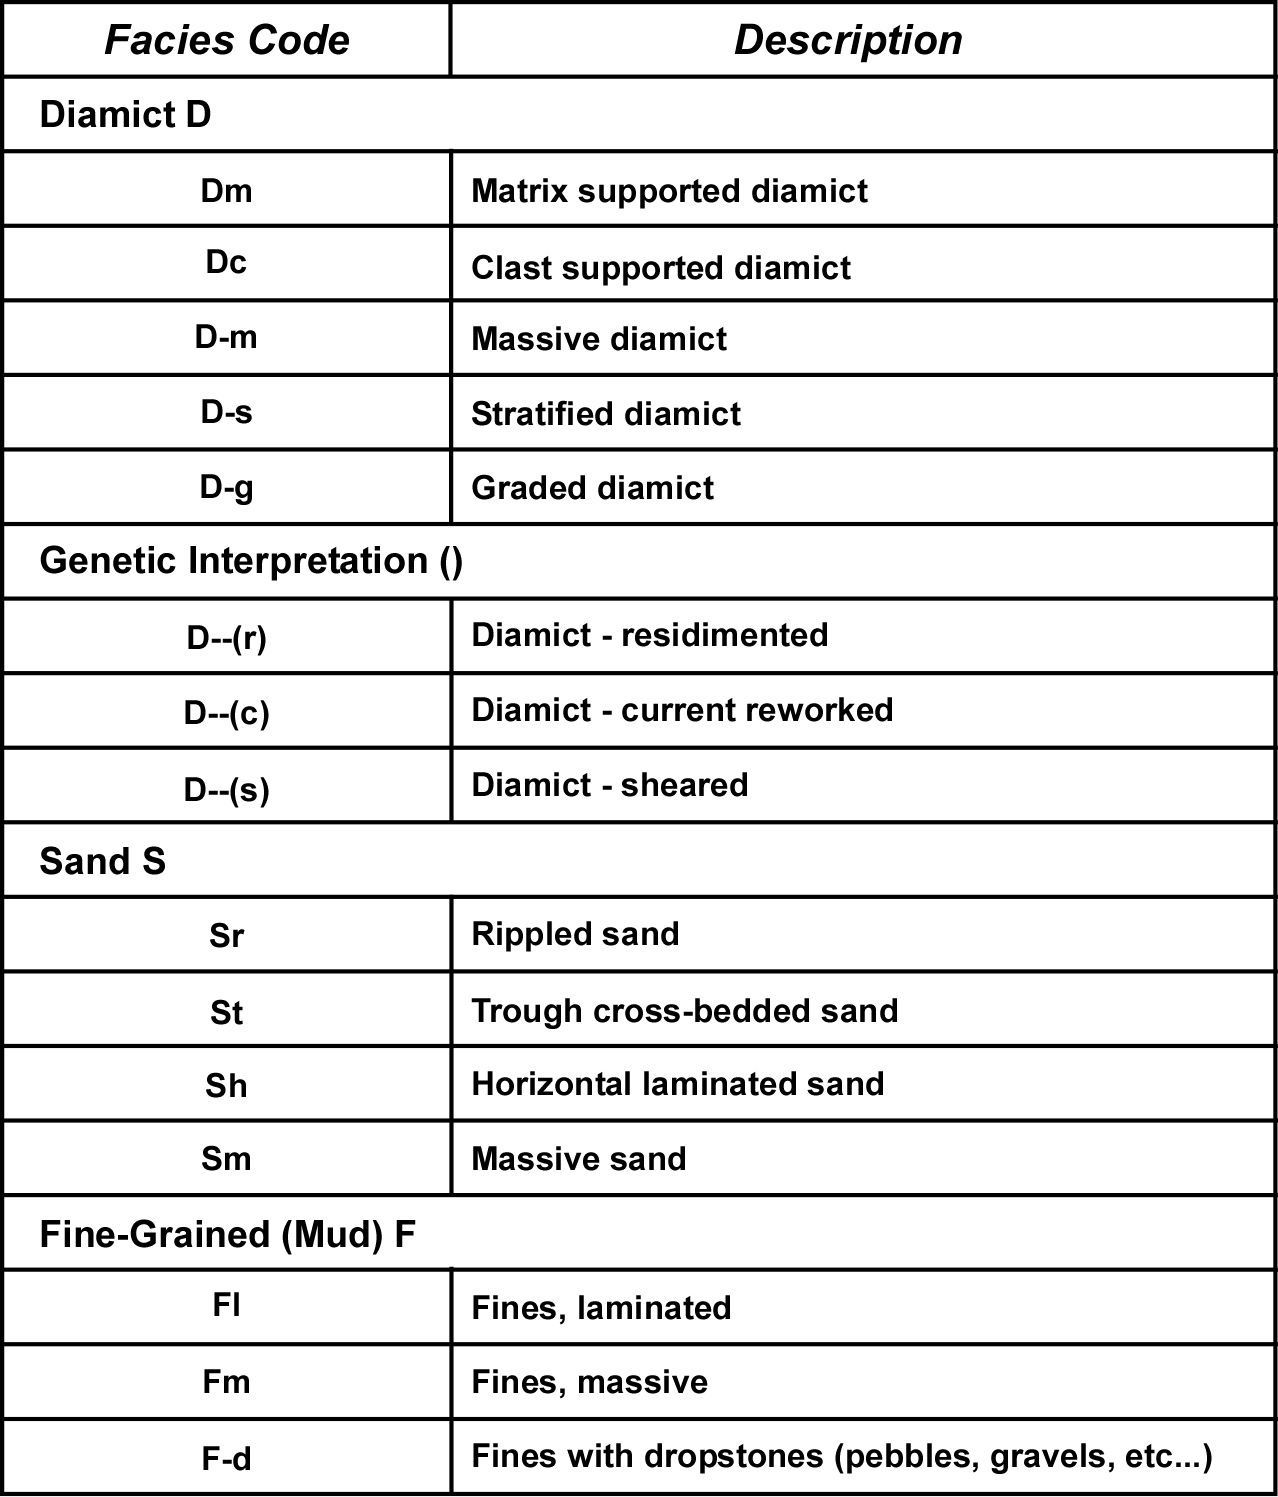 Facies Code Description
Diamict D
Dm Matrix supported diamict
Dc Clast supported diamict
D-m Massive diamict
D-s Stratified diamict
D-g Graded diamict
Genetic Interpretation ()
D--(r) Diamict - residimented
D--(c) Diamict - current reworked
D--(s) Diamict - sheared
Sand S
Sr Rippled sand
St Trough cross-bedded sand
Sh Horizontal laminated sand
Sm Massive sand
Fine-Grained (Mud) F
Fl Fines, laminated
Fm Fines, massive
F-d Fines with dropstones (pebbles, gravels, etc...)